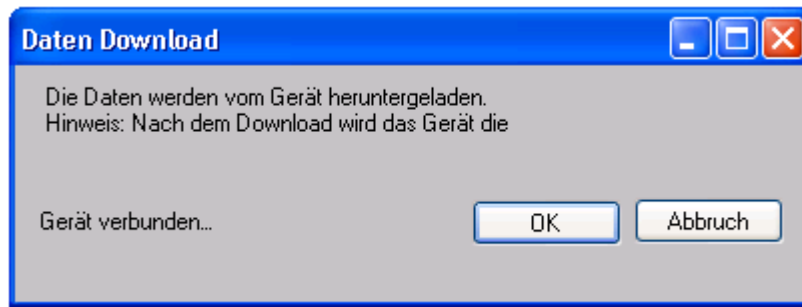 Daten Download
Die Daten werden vom Gerät heruntergeladen.
Hinweis: Nach dem Download wird das Gerät die
Gerät verbunden...
OK
Abbruch